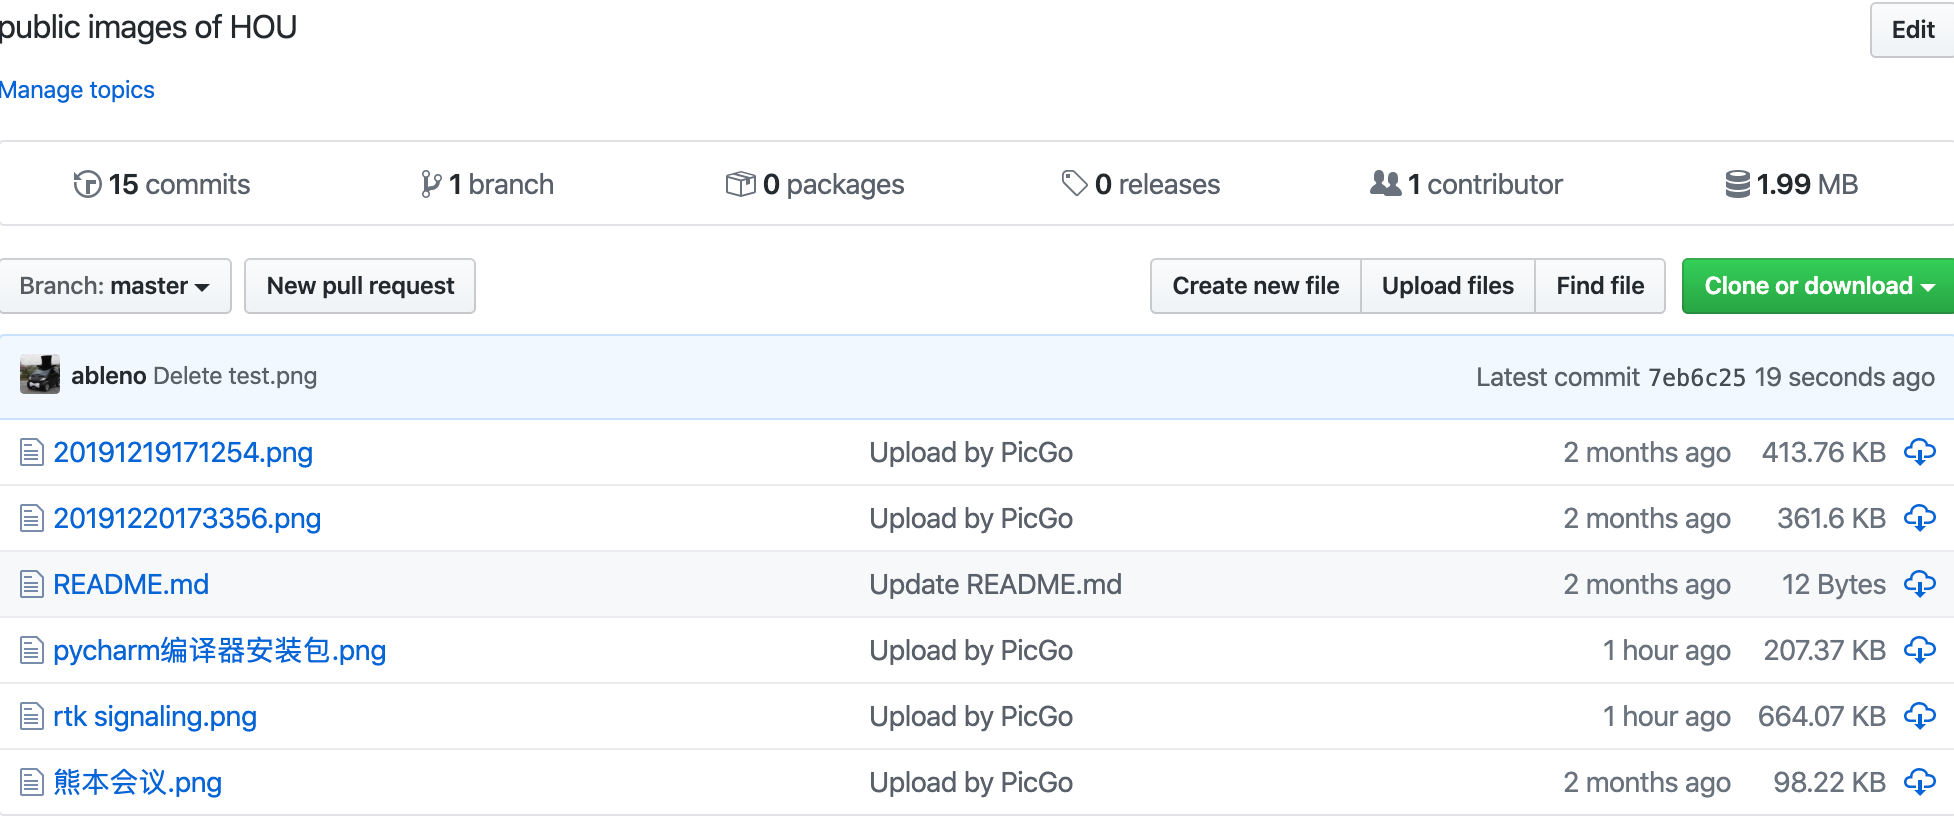 public images of HOU
Edit
Manage topics
15 commits 1 branch 0 packages 0 releases 1 contributor 1.99 MB
Branch: master New pull request Create new file Upload files Find file Clone or download
ableno Delete test.png Latest commit 7eb6c25 19 seconds ago
20191219171254.png Upload by PicGo 2 months ago 413.76 KB
20191220173356.png Upload by PicGo 2 months ago 361.6 KB
README.md Update README.md 2 months ago 12 Bytes
pycharm编译器安装包.png Upload by PicGo 1 hour ago 207.37 KB
rtk signaling.png Upload by PicGo 1 hour ago 664.07 KB
熊本会议.png Upload by PicGo 2 months ago 98.22 KB